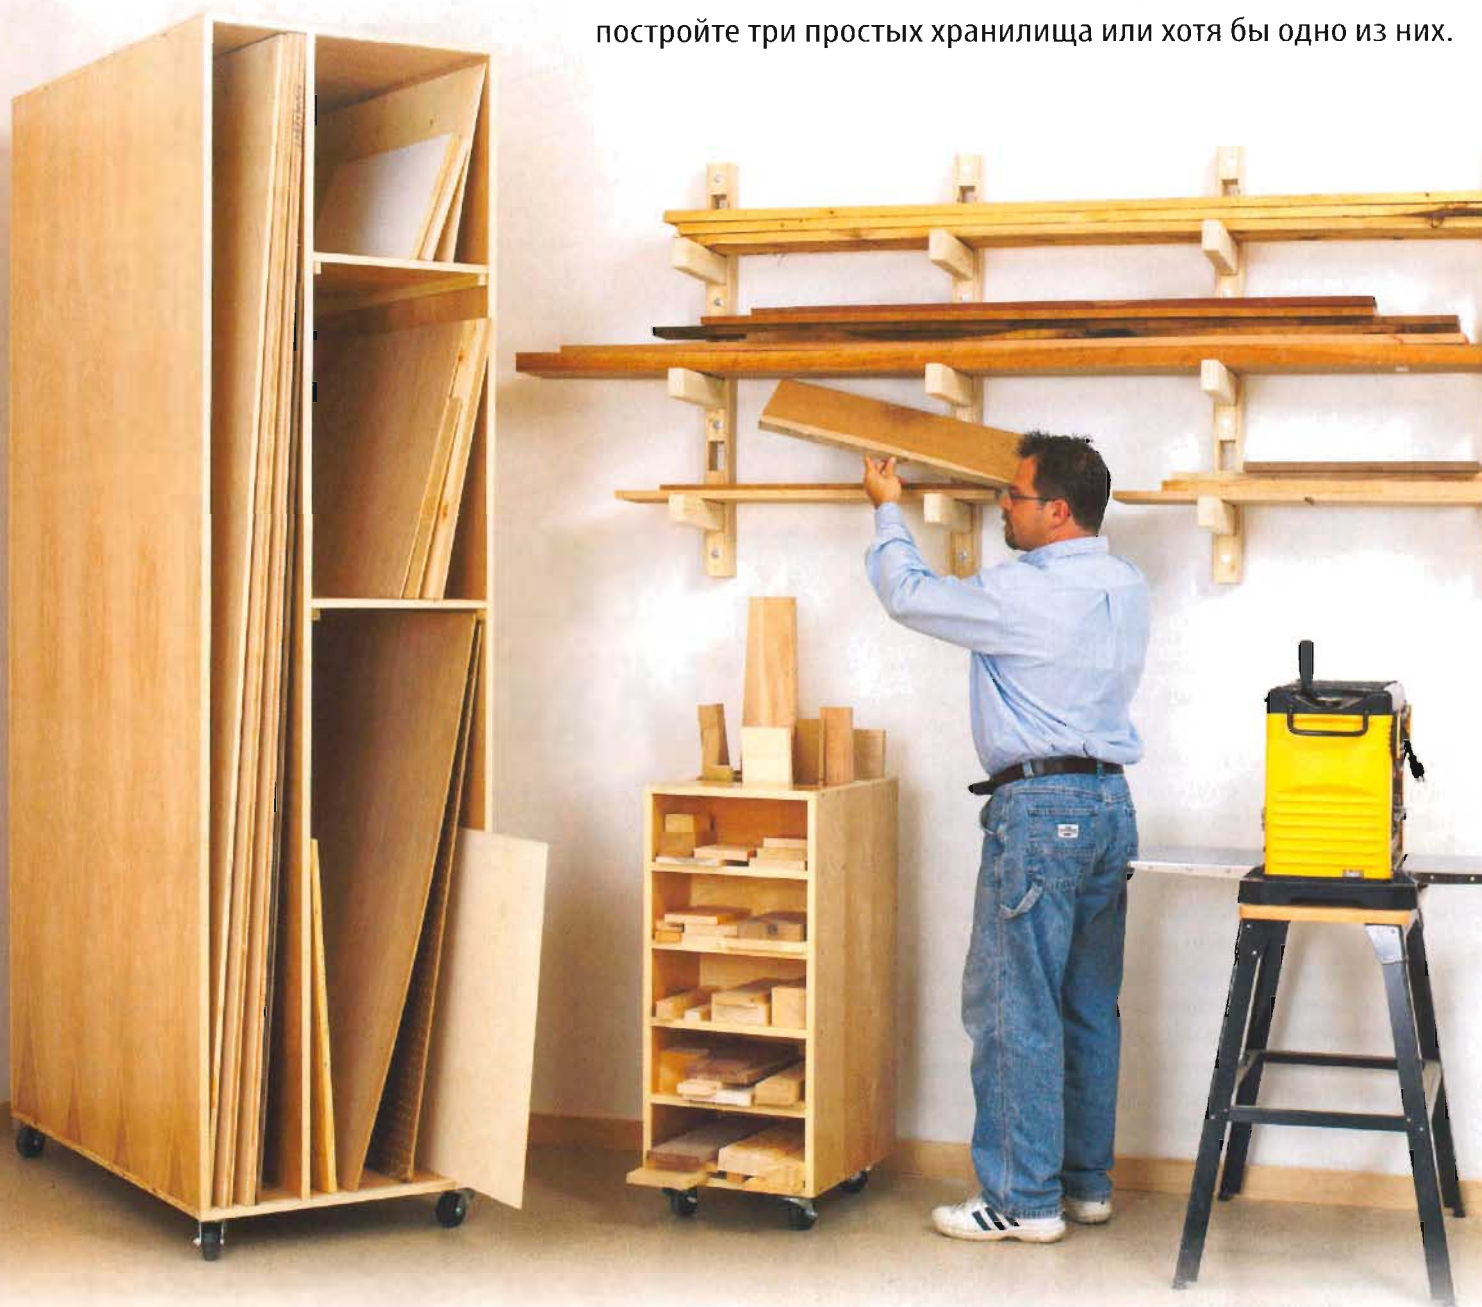 постройте три простых хранилища или хотя бы одно из них.